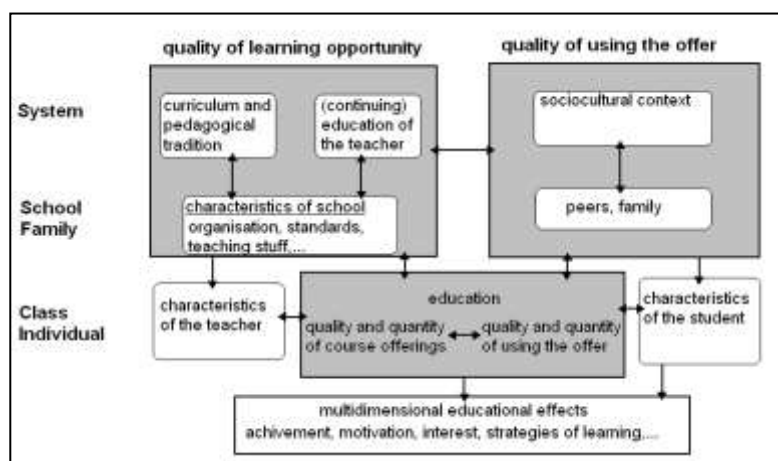 quality of learning opportunity
quality of using the offer
System
curriculum and
pedagogical
tradition
(continuing)
education of
the teacher
sociocultural context
School
Family
characteristics of school
organisation, standards,
teaching stuff,...
peers, family
Class
Individual
characteristics
of the teacher
education
quality and quantity
of course offerings
quality and quantity
of using the offer
characteristics
of the student
multidimensional educational effects
achivement, motivation, interest, strategies of learning,...